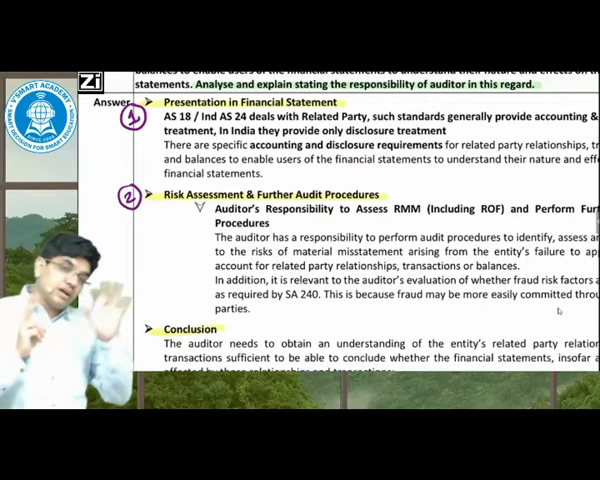 V'SMART ACADEMY
SMART DECISION FOR SMART EDUCATION
Zi
statements. Analyse and explain stating the responsibility of auditor in this regard.
Answer
1
➢ Presentation in Financial Statement
AS 18 / Ind AS 24 deals with Related Party, such standards generally provide accounting &
treatment, In India they provide only disclosure treatment
There are specific accounting and disclosure requirements for related party relationships,
and balances to enable users of the financial statements to understand their nature and
financial statements.
2
➢ Risk Assessment & Further Audit Procedures
Auditor's Responsibility to Assess RMM (Including ROF) and Perform
Procedures
The auditor has a responsibility to perform audit procedures to identify, assess
to the risks of material misstatement arising from the entity's failure to
account for related party relationships, transactions or balances.
In addition, it is relevant to the auditor's evaluation of whether fraud risk factors
as required by SA 240. This is because fraud may be more easily committed
parties.
➢ Conclusion
The auditor needs to obtain an understanding of the entity's related party
transactions sufficient to be able to conclude whether the financial statements, insofar